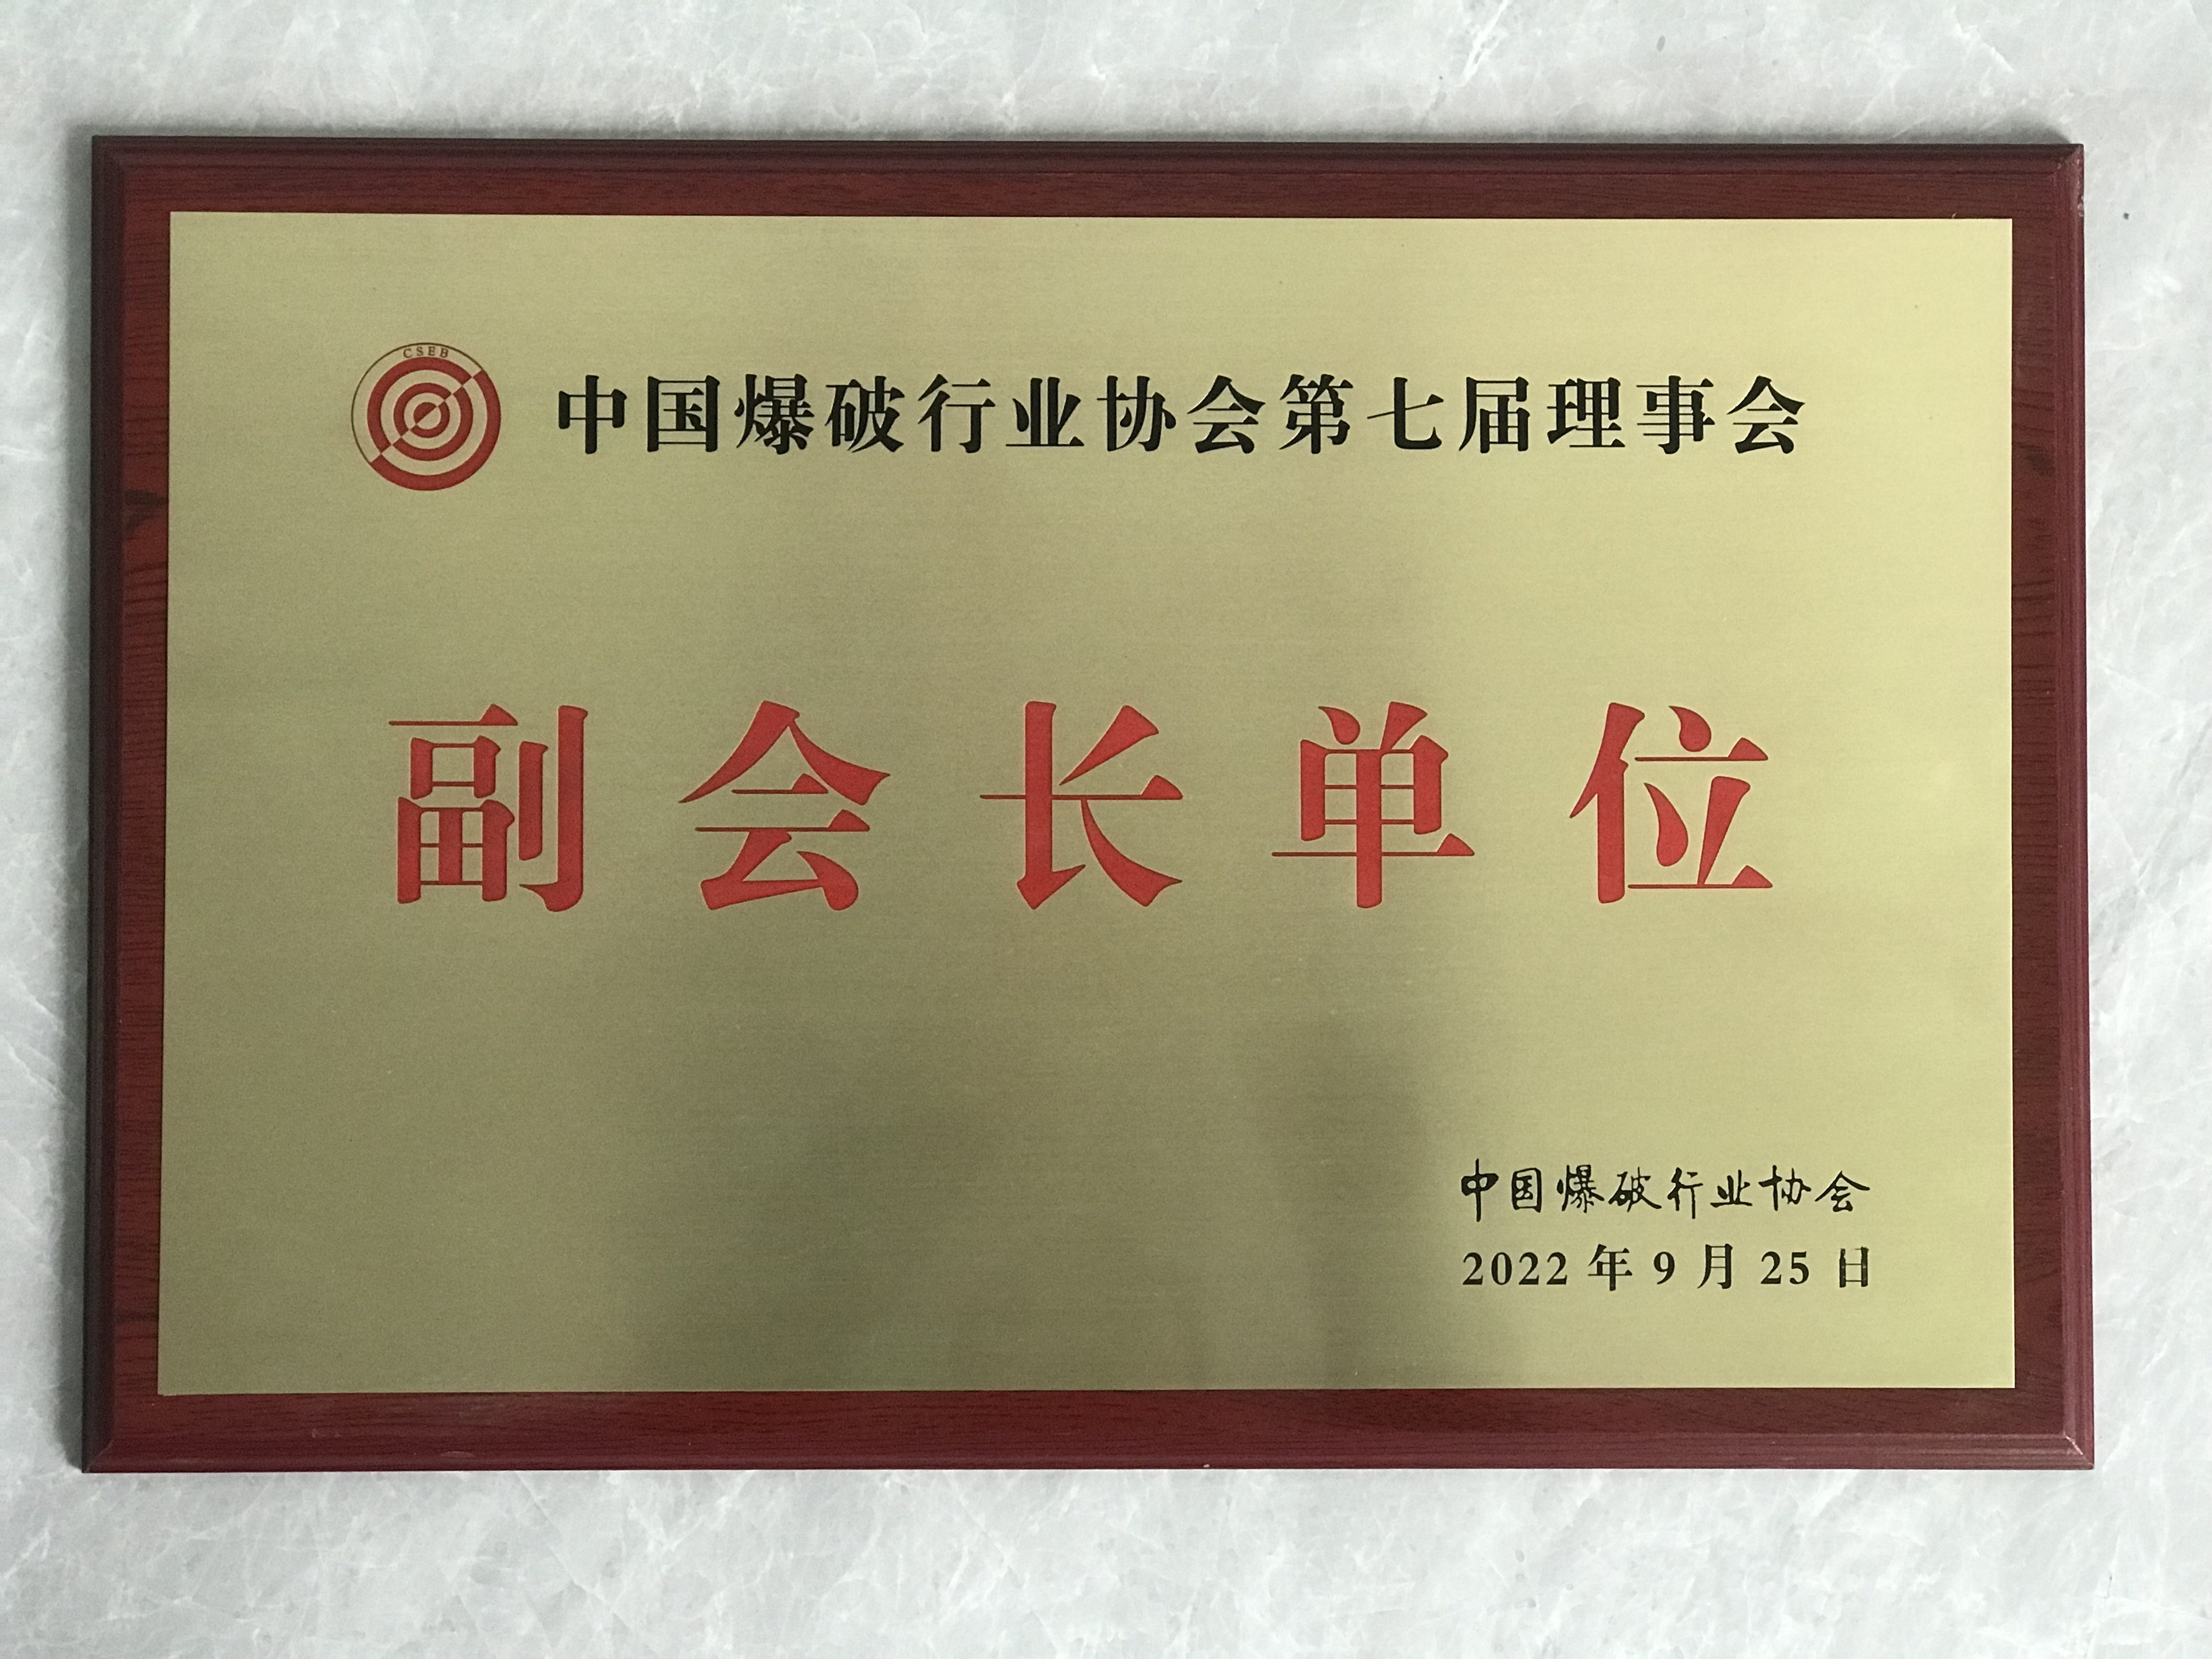 CSEB
中国爆破行业协会第七届理事会
副会长单位
中国爆破行业协会
2022年9月25日